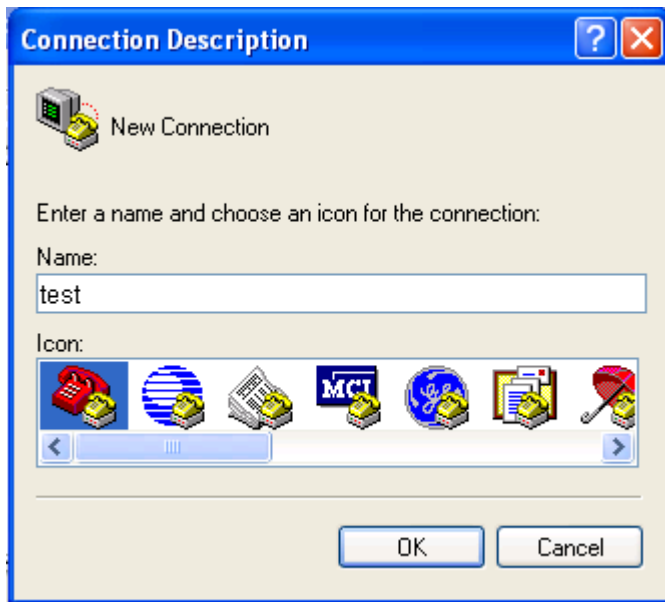 Connection Description
New Connection
Enter a name and choose an icon for the connection:
Name:
test
Icon:
MCI
OK
Cancel